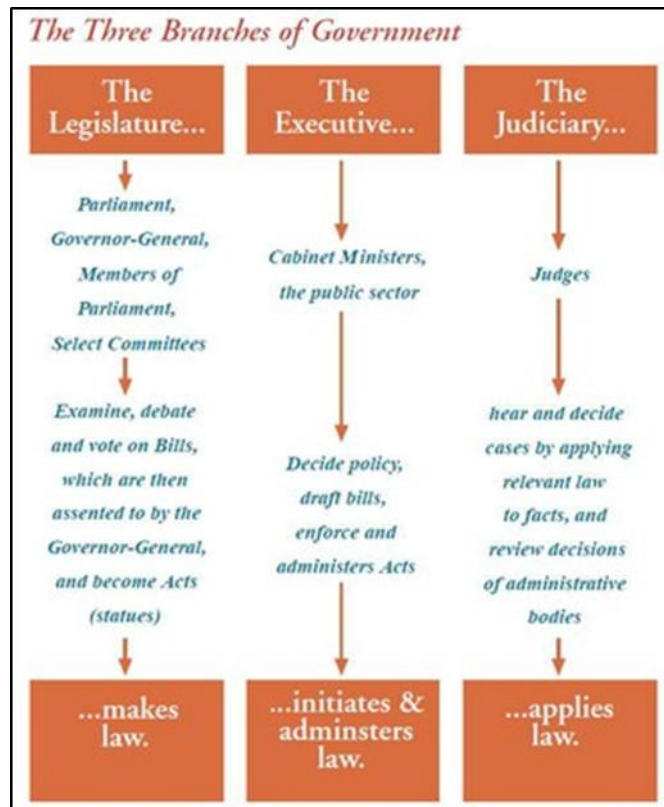 The Three Branches of Government
The
Legislature...
Parliament,
Governor-General,
Members of
Parliament,
Select Committees
Examine, debate
and vote on Bills,
which are then
assented to by the
Governor-General,
and become Acts
(statues)
...makes
law.
The
Executive...
Cabinet Ministers,
the public sector
Decide policy,
draft bills,
enforce and
administers Acts
...initiates &
adminsters
law.
The
Judiciary...
Judges
hear and decide
cases by applying
relevant law
to facts, and
review decisions
of administrative
bodies
...applies
law.